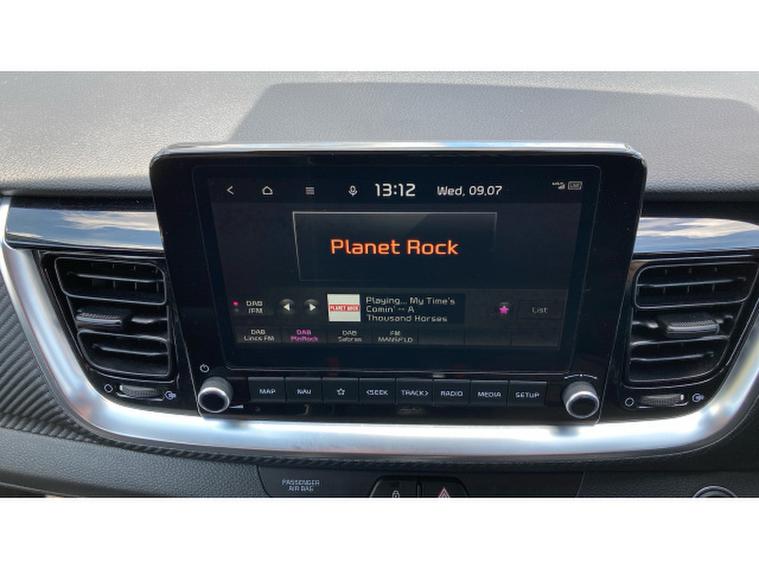 13:12 Wed, 09.07
Planet Rock
DAB
/FM
PLANET ROCK
Playing... My Time's
Comin' -- A
Thousand Horses
List
DAB
Lincs FM
DAB
PlnRock
DAB
Sabras
FM
MANSFLD
MAP NAV <SEEK TRACK> RADIO MEDIA SETUP
PASSENGER
AIR BAG